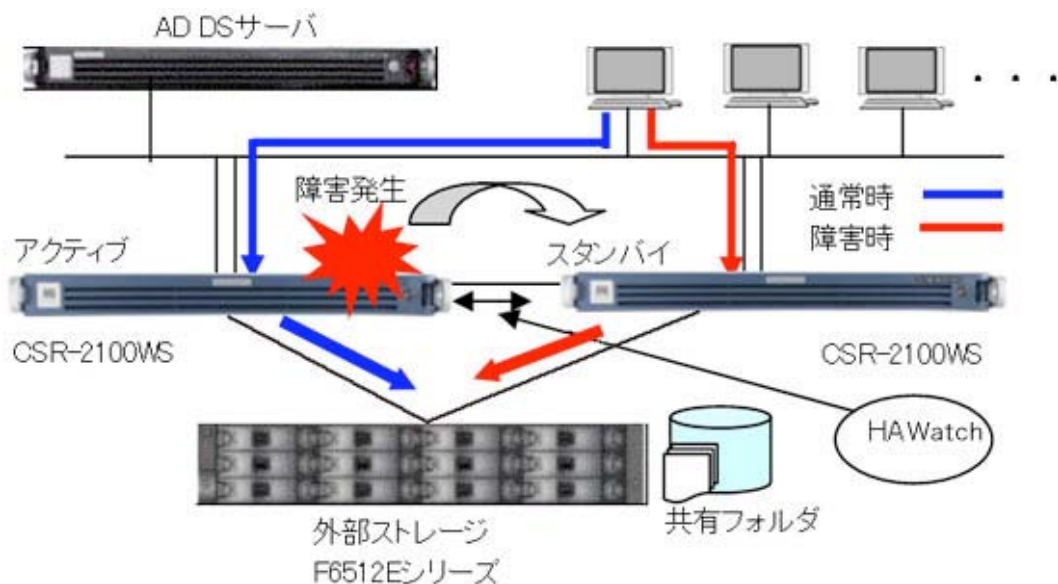 AD DSサーバ
障害発生
通常時
障害時
アクティブ
スタンバイ
CSR-2100WS
CSR-2100WS
HAWatch
共有フォルダ
外部ストレージ
F6512Eシリーズ